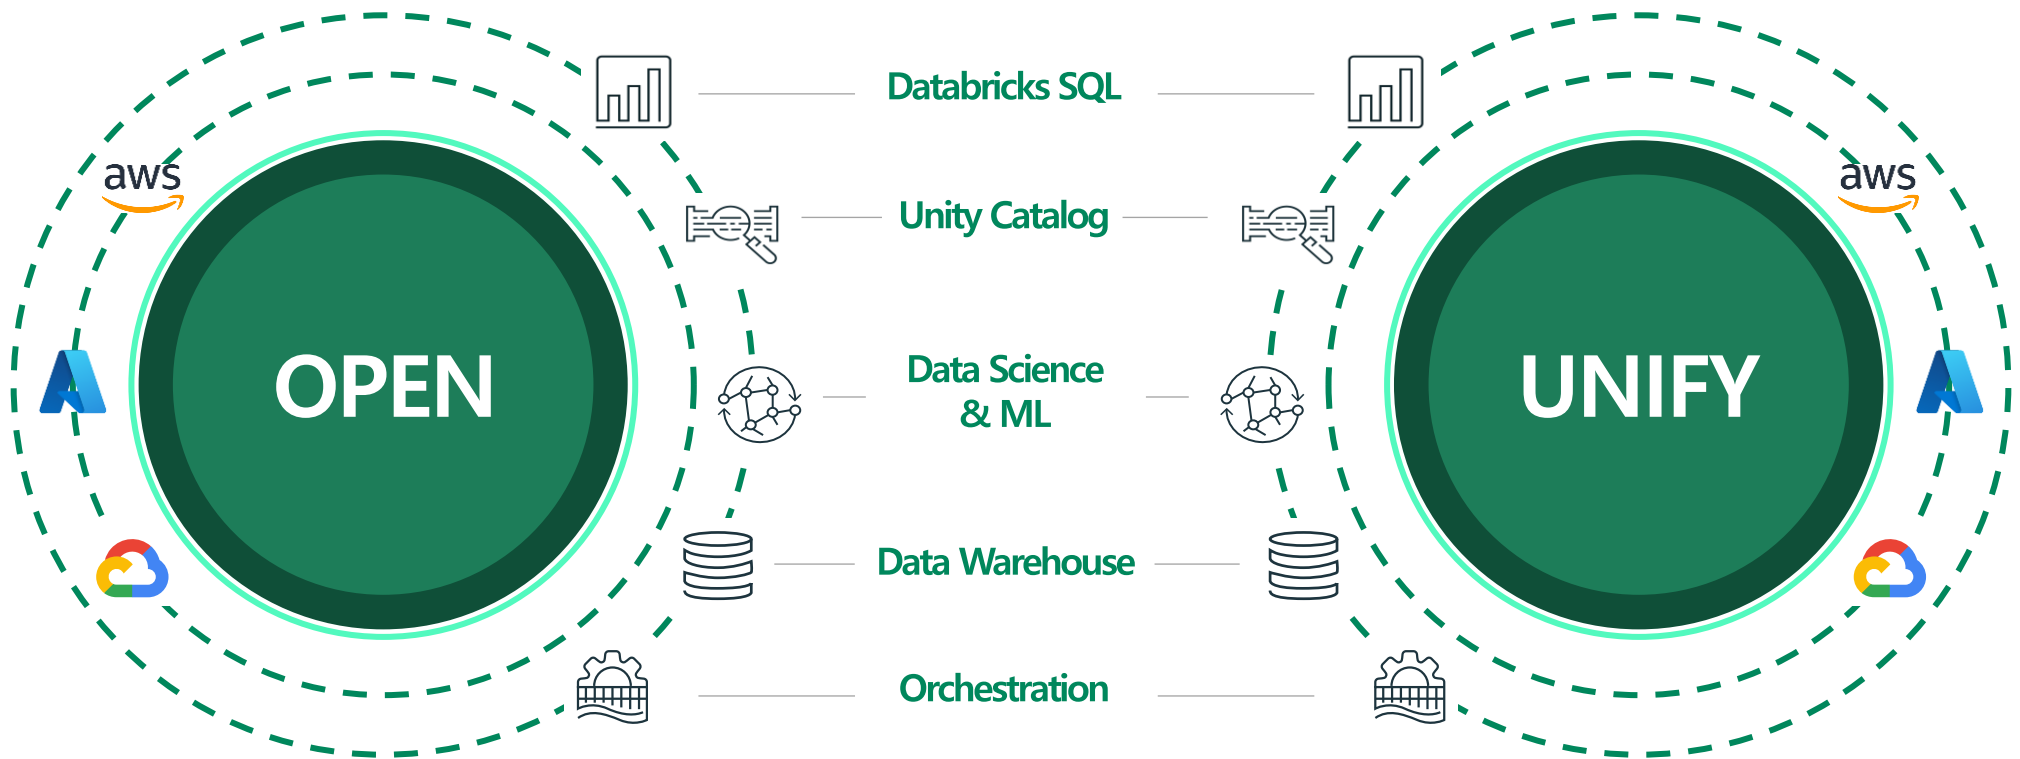 Databricks SQL
aws
Unity Catalog
aws
OPEN
Data Science
& ML
UNIFY
Data Warehouse
Orchestration